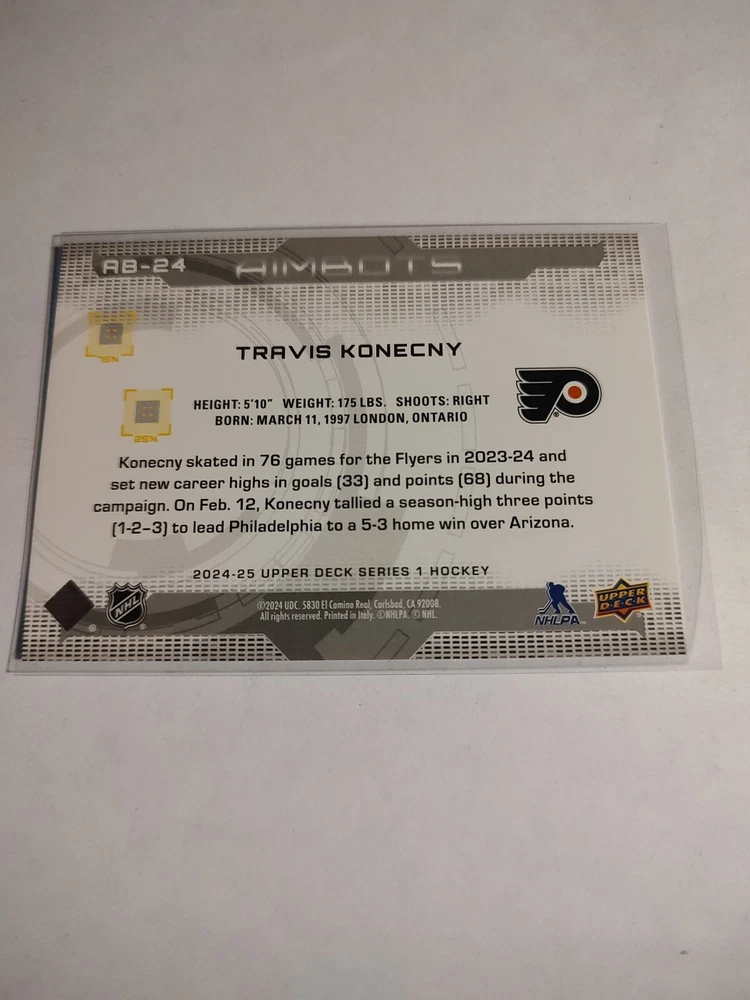 AB-24 AIMBOTS
15%
TRAVIS KONECNY
25%
HEIGHT: 5'10" WEIGHT: 175 LBS. SHOOTS: RIGHT
BORN: MARCH 11, 1997 LONDON, ONTARIO
Konecny skated in 76 games for the Flyers in 2023-24 and
set new career highs in goals (33) and points (68) during the
campaign. On Feb. 12, Konecny tallied a season-high three points
(1-2-3) to lead Philadelphia to a 5-3 home win over Arizona.
2024-25 UPPER DECK SERIES 1 HOCKEY
NHL
©2024 UDC. 5830 El Camino Real, Carlsbad, CA 92008.
All rights reserved. Printed in Italy. ©NHLPA. © NHL.
NHLPA
UPPER
D·E·C·K